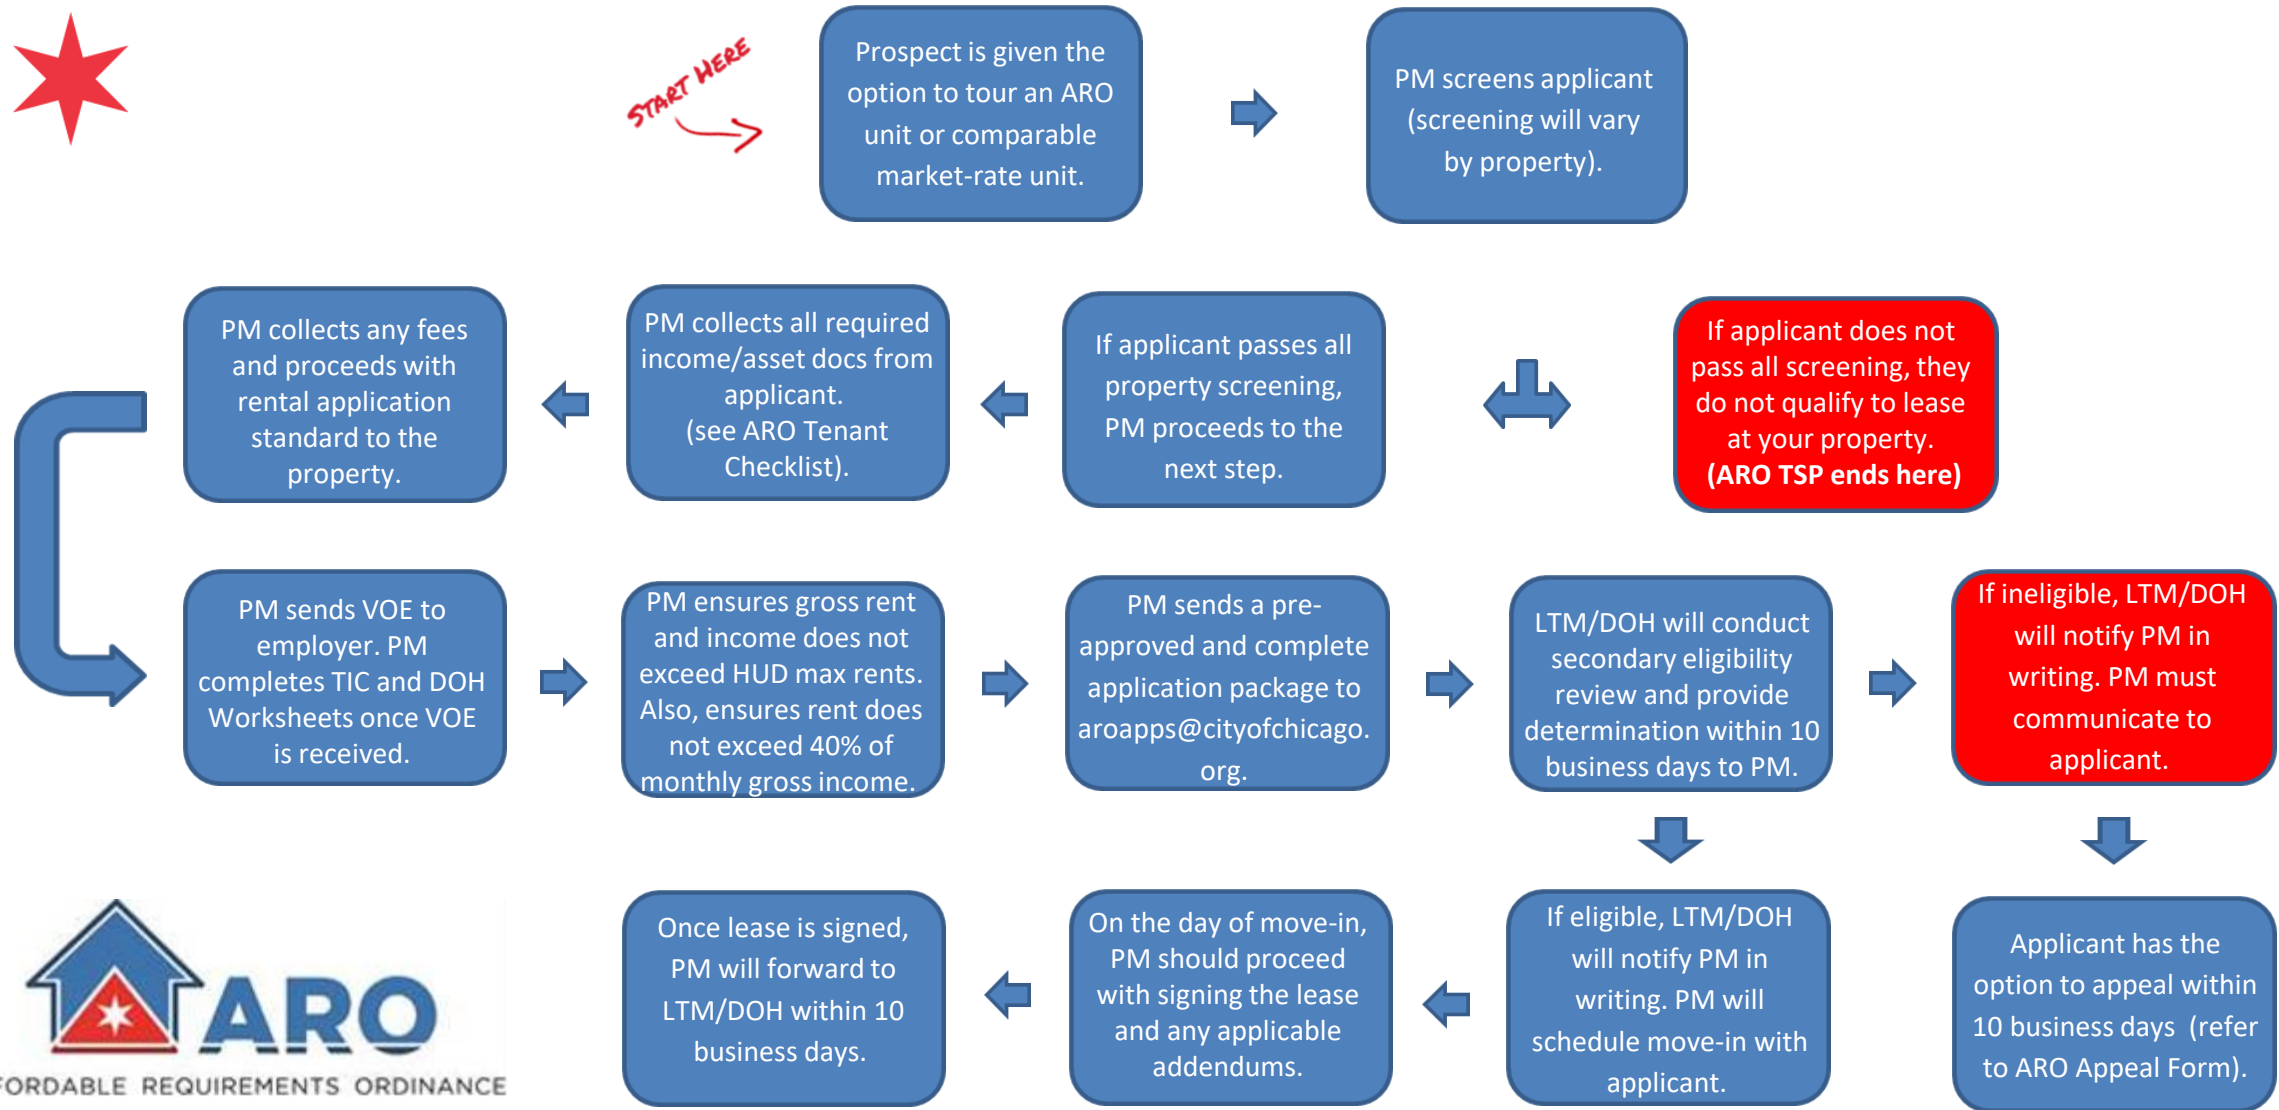 START HERE
Prospect is given the
option to tour an ARO
unit or comparable
market-rate unit.
PM screens applicant
(screening will vary
by property).
If applicant does not
pass all screening, they
do not qualify to lease
at your property.
(ARO TSP ends here)
If applicant passes all
property screening,
PM proceeds to the
next step.
PM collects all required
income/asset docs from
applicant.
(see ARO Tenant
Checklist).
PM collects any fees
and proceeds with
rental application
standard to the
property.
PM sends VOE to
employer. PM
completes TIC and DOH
Worksheets once VOE
is received.
PM ensures gross rent
and income does not
exceed HUD max rents.
Also, ensures rent does
not exceed 40% of
monthly gross income.
PM sends a pre-
approved and complete
application package to
aroapps@cityofchicago.
org.
LTM/DOH will conduct
secondary eligibility
review and provide
determination within 10
business days to PM.
If ineligible, LTM/DOH
will notify PM in
writing. PM must
communicate to
applicant.
Applicant has the
option to appeal within
10 business days  (refer
to ARO Appeal Form).
If eligible, LTM/DOH
will notify PM in
writing. PM will
schedule move-in with
applicant.
On the day of move-in,
PM should proceed
with signing the lease
and any applicable
addendums.
Once lease is signed,
PM will forward to
LTM/DOH within 10
business days.
ARO
FORDABLE REQUIREMENTS ORDINANCE